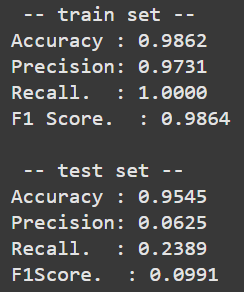 -- train set --
Accuracy : 0.9862
Precision: 0.9731
Recall.  : 1.0000
F1 Score.  : 0.9864
-- test set --
Accuracy : 0.9545
Precision: 0.0625
Recall.  : 0.2389
F1Score.  : 0.0991